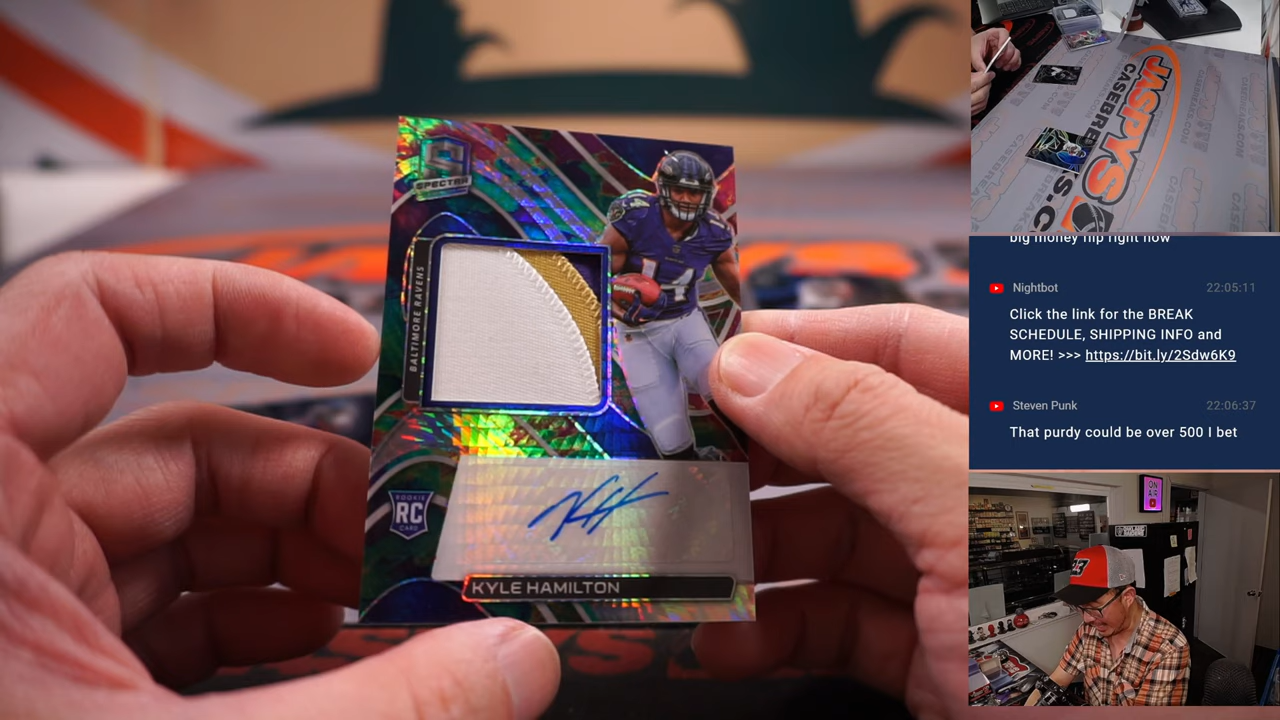 SPECTRA
14
14
BALTIMORE RAVENS
ROOKIE
RC
CARD
KYLE HAMILTON
JASPYS
CASEBREAKS.COM
big money flip right now
Nightbot 22:05:11
Click the link for the BREAK
SCHEDULE, SHIPPING INFO and
MORE! >>> https://bit.ly/2Sdw6K9
Steven Punk 22:06:37
That purdy could be over 500 I bet
ON
AIR
23